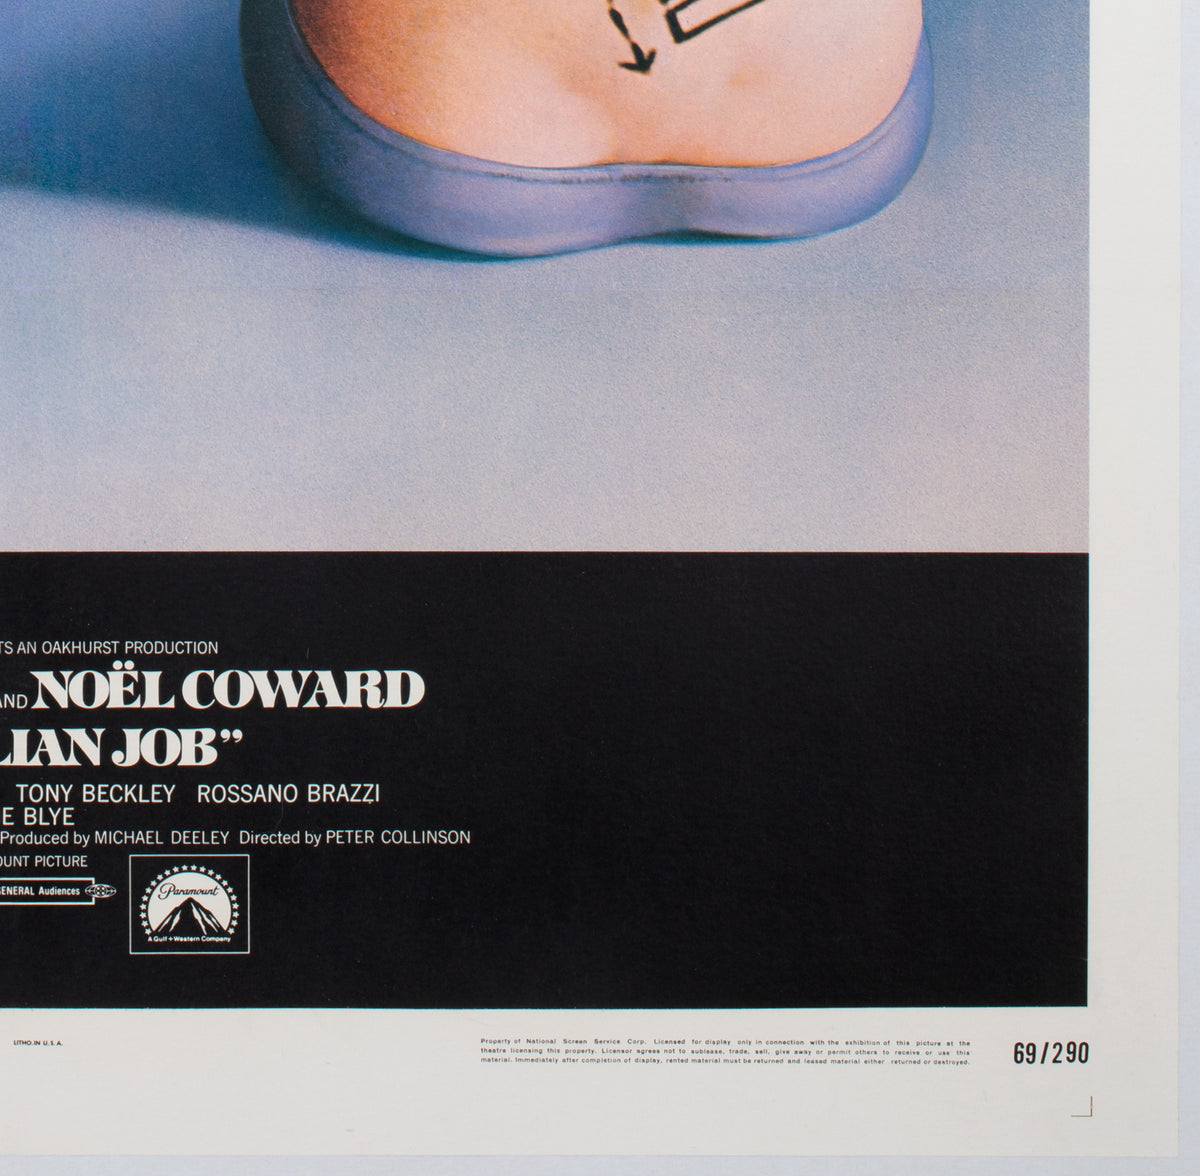 TS AN OAKHURST PRODUCTION
AND NOËL COWARD
LIAN JOB”
TONY BECKLEY ROSSANO BRAZZI
E BLYE
Produced by MICHAEL DEELEY Directed by PETER COLLINSON
OUNT PICTURE
GENERAL Audiences
Paramount
A Gulf+Western Company
LITHO. IN U.S.A.
Property of National Screen Service Corp. Licensed for display only in connection with the exhibition of this picture at the
theatre licensing this property. Licensor agrees not to sublease, trade, sell, give away or permit others to receive or use this
material. Immediately after completion of display, rented material must be returned and leased material either returned or destroyed.
69/290